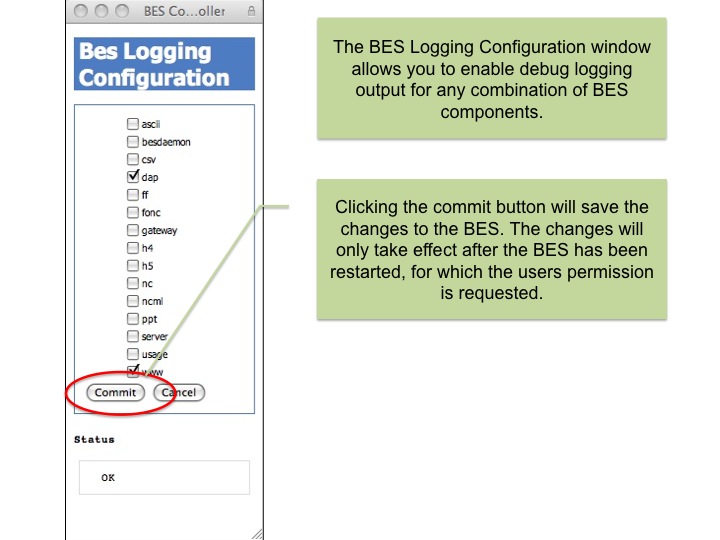 BES Co...oller
Bes Logging
Configuration
ascii
besdaemon
csv
dap
ff
fonc
gateway
h4
h5
nc
ncml
ppt
server
usage
www
Commit
Cancel
Status
OK
The BES Logging Configuration window
allows you to enable debug logging
output for any combination of BES
components.
Clicking the commit button will save the
changes to the BES. The changes will
only take effect after the BES has been
restarted, for which the users permission
is requested.